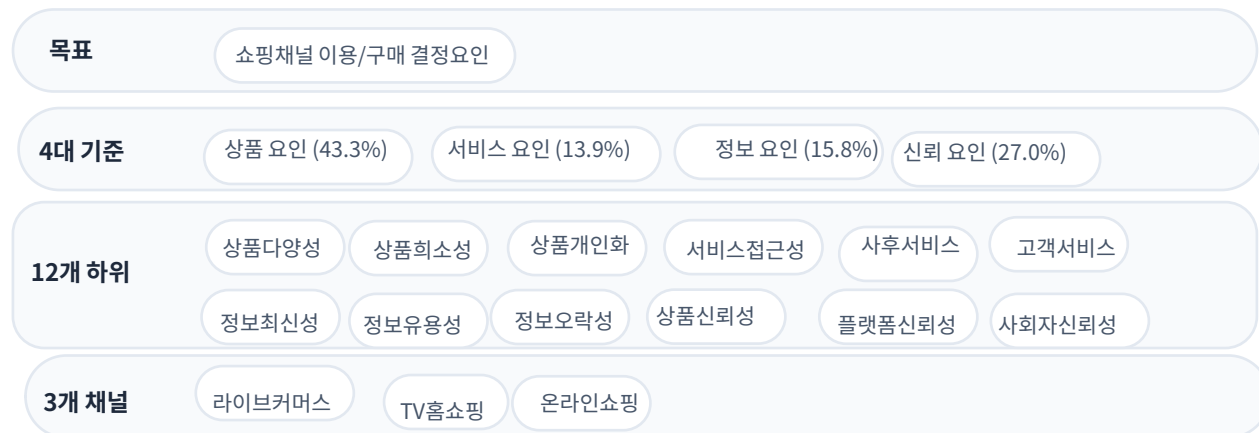 목표
쇼핑채널 이용/구매 결정요인
4대 기준
상품 요인 (43.3%)
서비스 요인 (13.9%)
정보 요인 (15.8%)
신뢰 요인 (27.0%)
12개 하위
상품다양성
상품희소성
상품개인화
서비스접근성
사후서비스
고객서비스
정보최신성
정보유용성
정보오락성
상품신뢰성
플랫폼신뢰성
사회자신뢰성
3개 채널
라이브커머스
TV홈쇼핑
온라인쇼핑